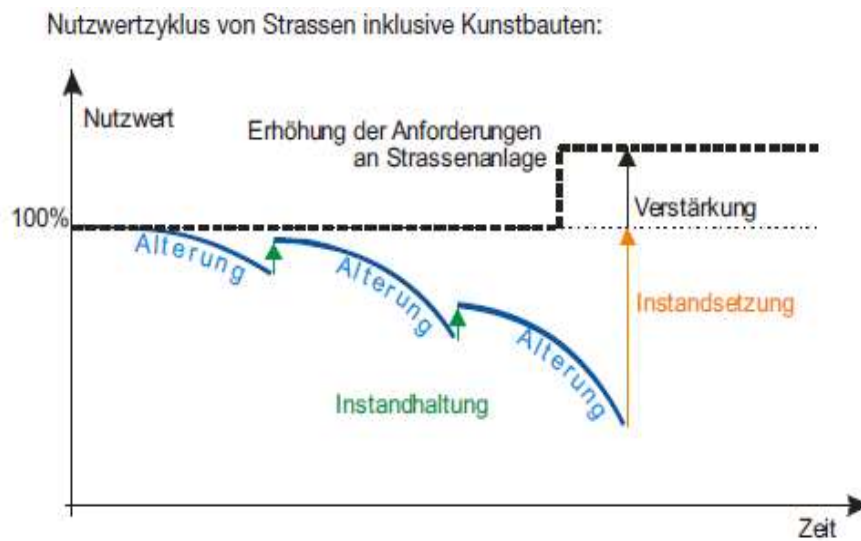 Nutzwertzyklus von Strassen inklusive Kunstbauten:
Nutzwert
Erhöhung der Anforderungen
an Strassenanlage
100%
Verstärkung
Alterung
Alterung
Instandsetzung
Alterung
Instandhaltung
Zeit